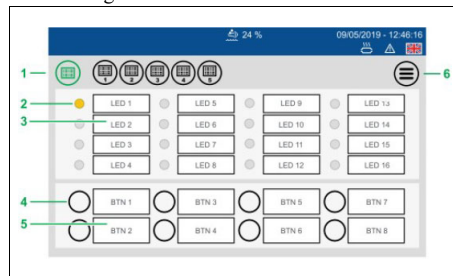 24 %
09/05/2019 - 12:46:16
1
1 2 3 4 5
6
2
LED 1 LED 5 LED 9 LED 13
3
LED 2 LED 6 LED 10 LED 14
LED 3 LED 7 LED 11 LED 15
LED 4 LED 8 LED 12 LED 16
4
BTN 1 BTN 3 BTN 5 BTN 7
5
BTN 2 BTN 4 BTN 6 BTN 8